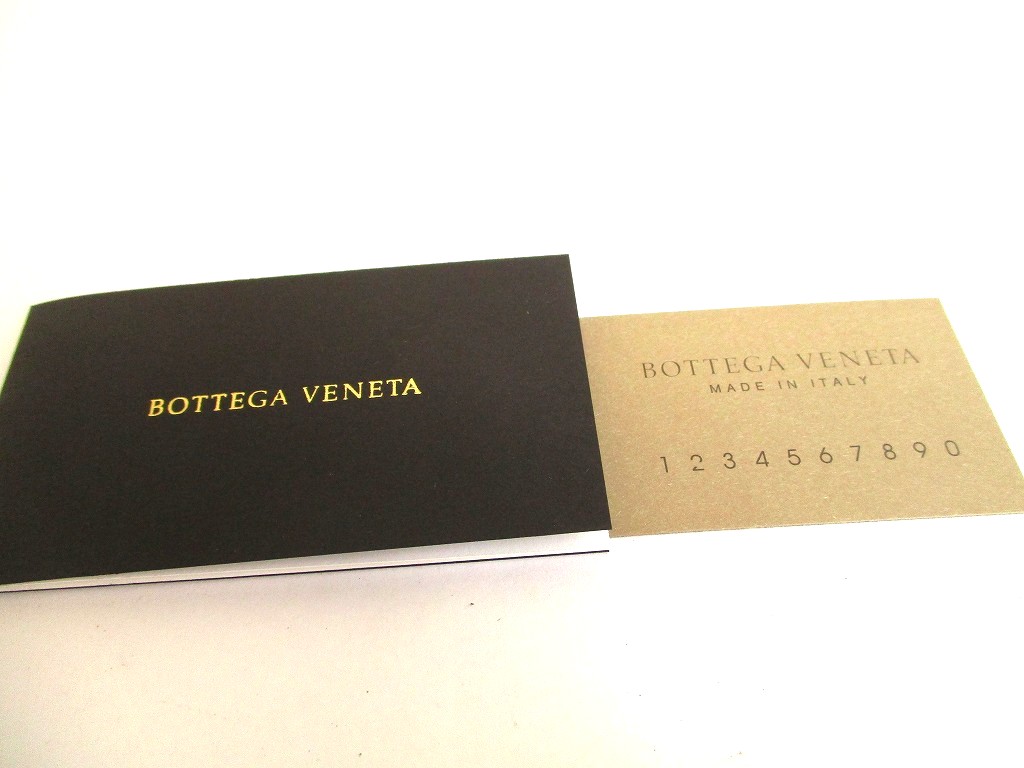 BOTTEGA VENETA
BOTTEGA VENETA
MADE IN ITALY
1 2 3 4 5 6 7 8 9 0